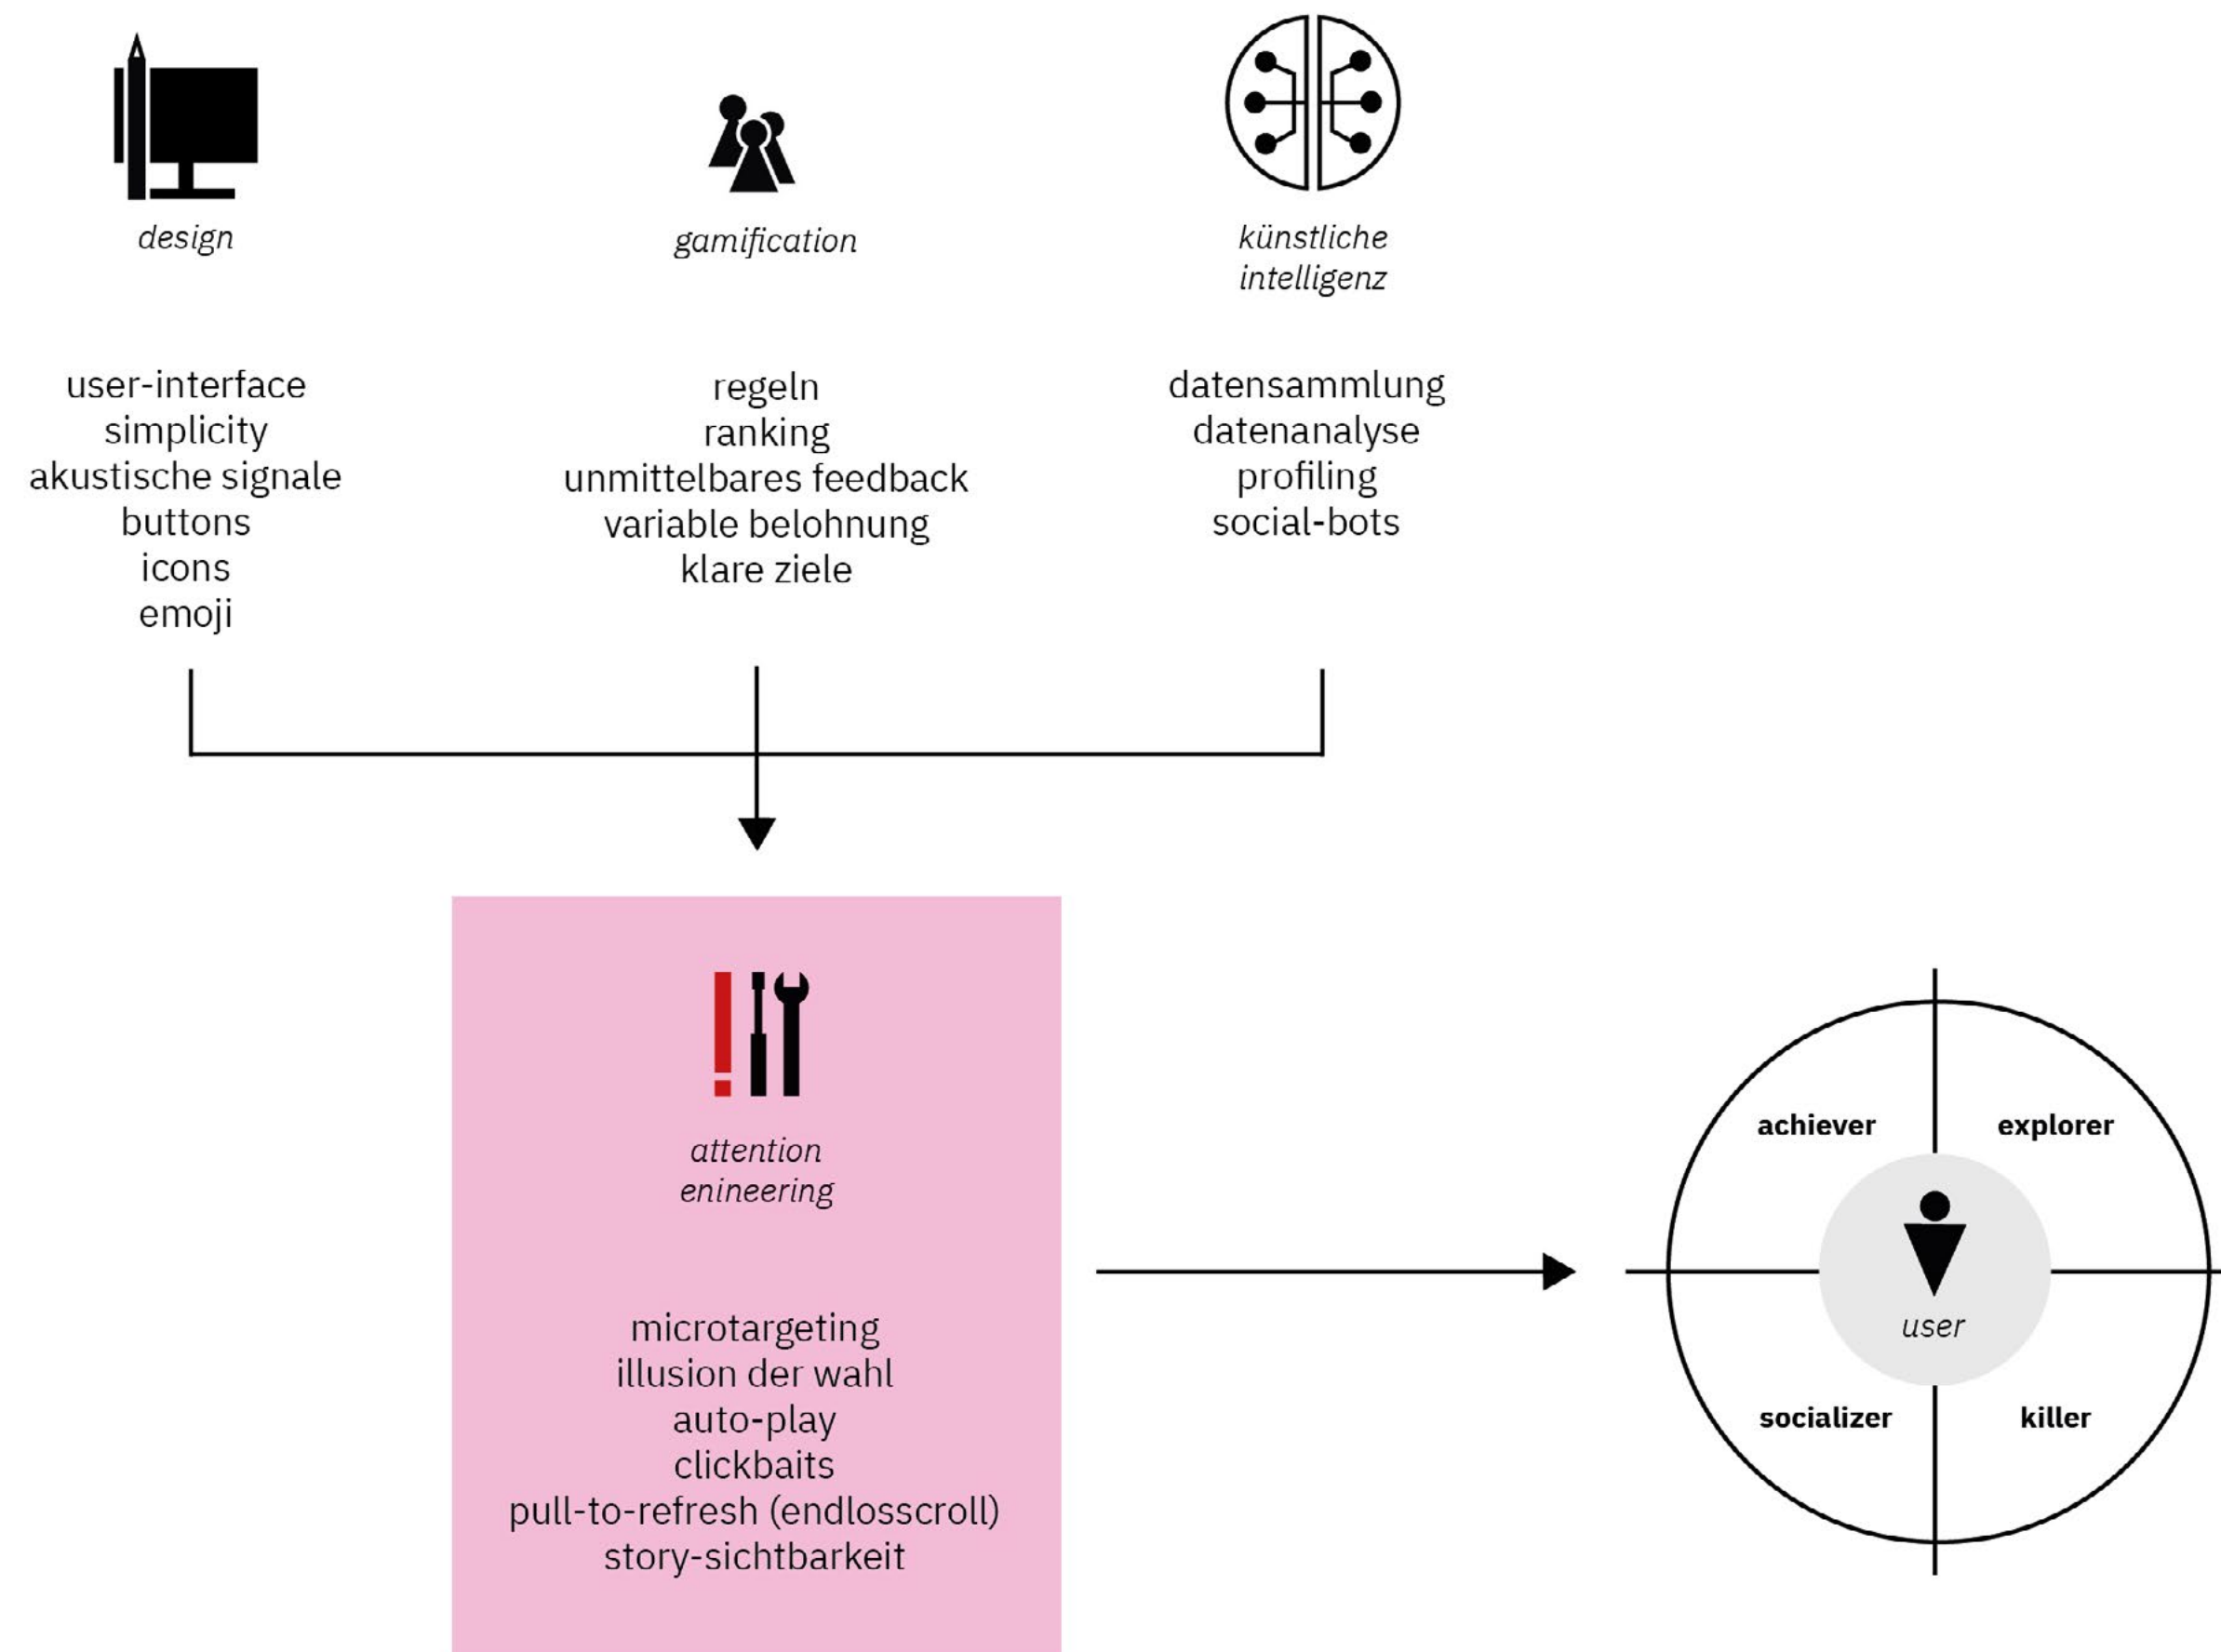 design
user-interface
simplicity
akustische signale
buttons
icons
emoji
gamification
regeln
ranking
unmittelbares feedback
variable belohnung
klare ziele
künstliche
intelligenz
datensammlung
datenanalyse
profiling
social-bots
attention
enineering
microtargeting
illusion der wahl
auto-play
clickbaits
pull-to-refresh (endlosscroll)
story-sichtbarkeit
achiever
explorer
user
socializer
killer